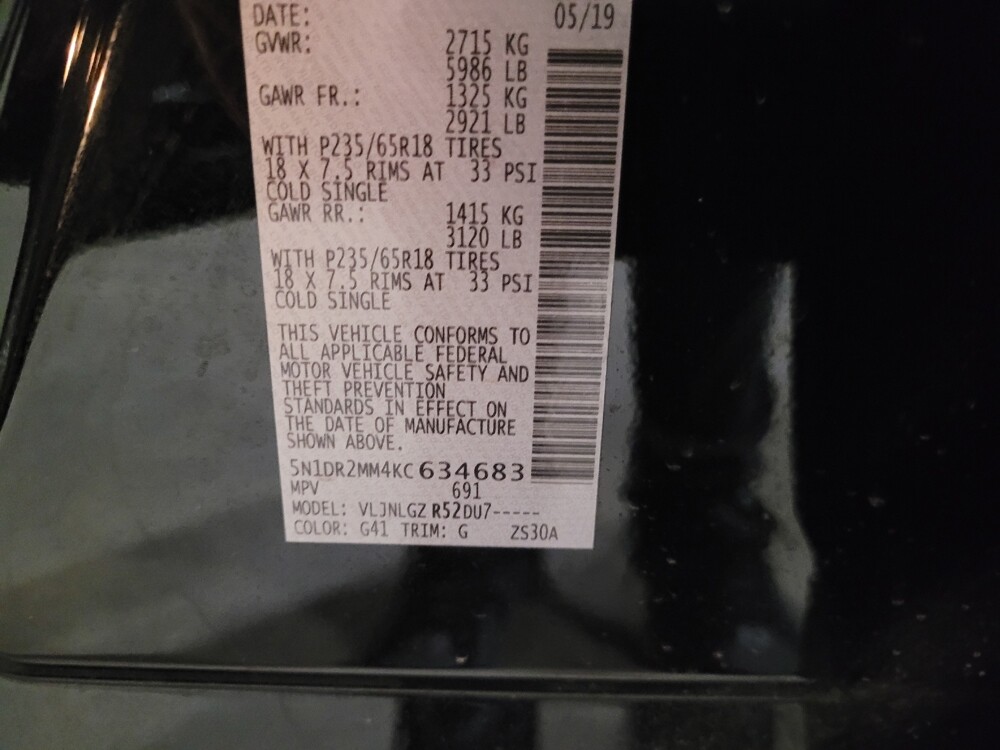 DATE: 05/19
GVWR: 2715 KG
5986 LB
GAWR FR.: 1325 KG
2921 LB
WITH P235/65R18 TIRES
18 X 7.5 RIMS AT 33 PSI
COLD SINGLE
GAWR RR.: 1415 KG
3120 LB
WITH P235/65R18 TIRES
18 X 7.5 RIMS AT 33 PSI
COLD SINGLE
THIS VEHICLE CONFORMS TO
ALL APPLICABLE FEDERAL
MOTOR VEHICLE SAFETY AND
THEFT PREVENTION
STANDARDS IN EFFECT ON
THE DATE OF MANUFACTURE
SHOWN ABOVE.
5N1DR2MM4KC634683
MPV 691
MODEL: VLJNLGZ R52DU7-----
COLOR: G41 TRIM: G ZS30A